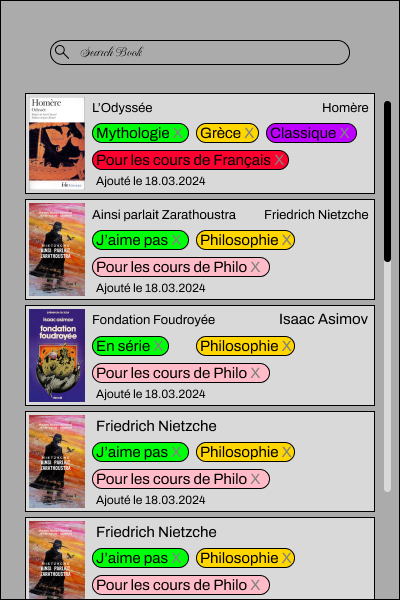 Search Book
Homère
Odyssée
L'Odyssée Homère
Mythologie X Grèce X Classique X
Pour les cours de Français X
Ajouté le 18.03.2024
Ainsi parlait Zarathoustra Friedrich Nietzche
NIETZSCHE
AINSI PARLAIT
ZARATHOUSTRA
J'aime pas X Philosophie X
Pour les cours de Philo X
Ajouté le 18.03.2024
isaac asimov
fondation
foudroyée
Fondation Foudroyée Isaac Asimov
En série X Philosophie X
Pour les cours de Philo X
Ajouté le 18.03.2024
Friedrich Nietzche
NIETZSCHE
AINSI PARLAIT
ZARATHOUSTRA
J'aime pas X Philosophie X
Pour les cours de Philo X
Ajouté le 18.03.2024
Friedrich Nietzche
NIETZSCHE
AINSI PARLAIT
ZARATHOUSTRA
J'aime pas X Philosophie X
Pour les cours de Philo X